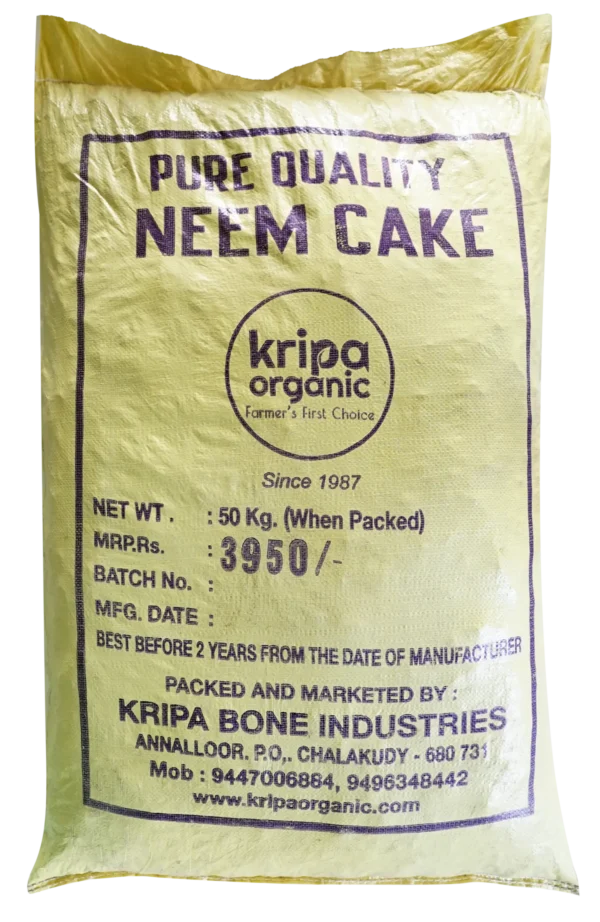 PURE QUALITY
NEEM CAKE
kripa
organic
Farmer's First Choice
Since 1987
NET WT. : 50 Kg. (When Packed)
MRP.Rs. : 3950/-
BATCH No. :
MFG. DATE :
BEST BEFORE 2 YEARS FROM THE DATE OF MANUFACTURER
PACKED AND MARKETED BY :
KRIPA BONE INDUSTRIES
ANNALLOOR. P.O,. CHALAKUDY - 680 731
Mob : 9447006884, 9496348442
www.kripaorganic.com